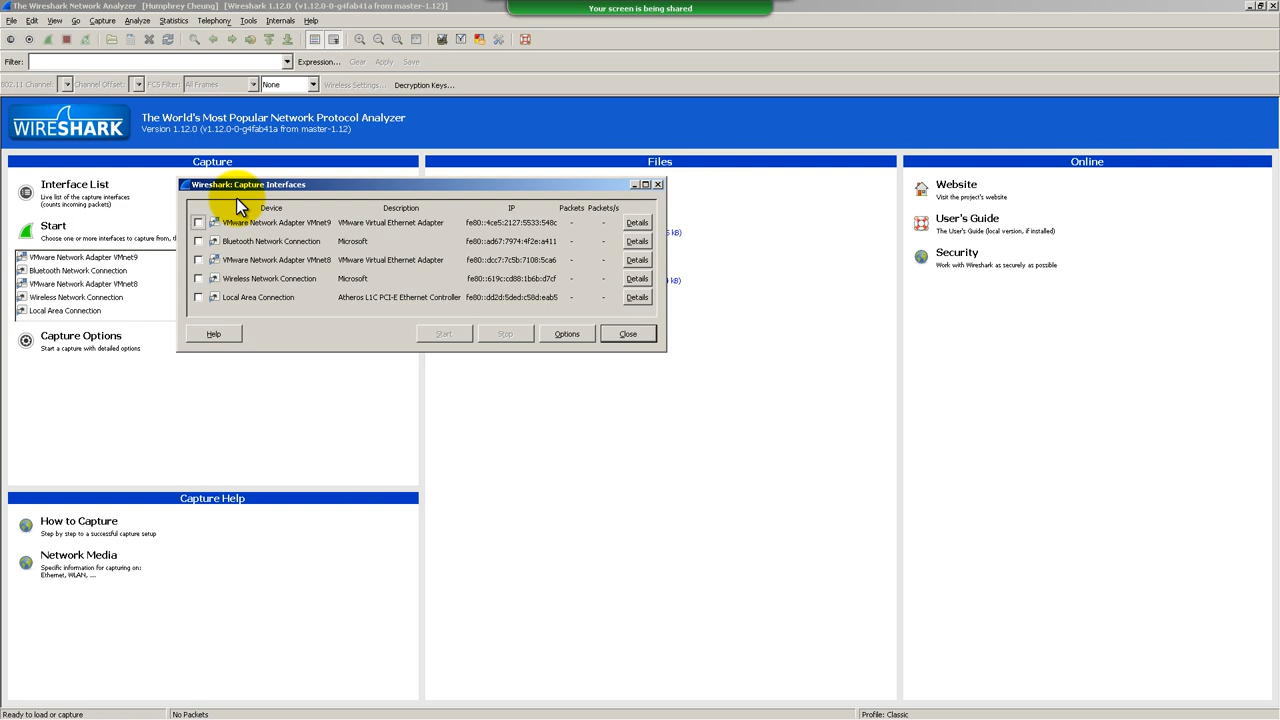 The Wireshark Network Analyzer [Humphrey Cheung] [Wireshark 1.12.0 (v1.12.0-0-g4fab41a from master-1.12)]
Your screen is being shared
File Edit View Go Capture Analyze Statistics Telephony Tools Internals Help
Filter: Expression... Clear Apply Save
802.11 Channel: Channel Offset: FCS Filter: All Frames None Wireless Settings... Decryption Keys...
WIRESHARK
The World's Most Popular Network Protocol Analyzer
Version 1.12.0 (v1.12.0-0-g4fab41a from master-1.12)
Capture
Interface List
Live list of the capture interfaces
(counts incoming packets)
Start
Choose one or more interfaces to capture from, t
VMware Network Adapter VMnet9
Bluetooth Network Connection
VMware Network Adapter VMnet8
Wireless Network Connection
Local Area Connection
Capture Options
Start a capture with detailed options
Wireshark: Capture Interfaces
Device Description IP Packets Packets/s
VMware Network Adapter VMnet9 VMware Virtual Ethernet Adapter fe80::4ce5:2127:5533:548c - - Details
Bluetooth Network Connection Microsoft fe80::ad67:7974:4f2e:a411 - - Details
VMware Network Adapter VMnet8 VMware Virtual Ethernet Adapter fe80::dcc7:7c5b:7108:5ca6 - - Details
Wireless Network Connection Microsoft fe80::619c:cd88:1b6b:d7cf - - Details
Local Area Connection Atheros L1C PCI-E Ethernet Controller fe80::dd2d:5ded:c58d:eab5 - - Details
Help Start Stop Options Close
Files
kB)
kB)
Online
Website
Visit the project's website
User's Guide
The User's Guide (local version, if installed)
Security
Work with Wireshark as securely as possible
Capture Help
How to Capture
Step by step to a successful capture setup
Network Media
Specific information for capturing on:
Ethernet, WLAN, ...
Ready to load or capture No Packets Profile: Classic